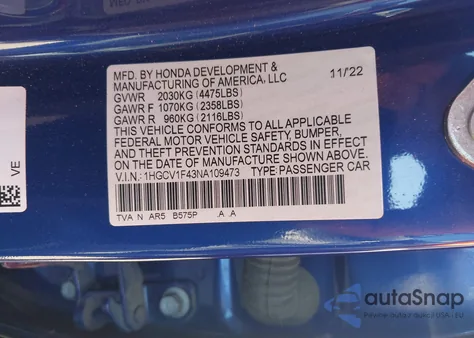 MFD. BY HONDA DEVELOPMENT &
MANUFACTURING OF AMERICA, LLC 11/22
GVWR 2030KG (4475LBS)
GAWR F 1070KG (2358LBS)
GAWR R 960KG (2116LBS)
THIS VEHICLE CONFORMS TO ALL APPLICABLE
FEDERAL MOTOR VEHICLE SAFETY, BUMPER,
AND THEFT PREVENTION STANDARDS IN EFFECT
ON THE DATE OF MANUFACTURE SHOWN ABOVE.
V.I.N.: 1HGCV1F43NA109473 TYPE: PASSENGER CAR
TVA N AR5 B575P .A .A
VE
autoSnap